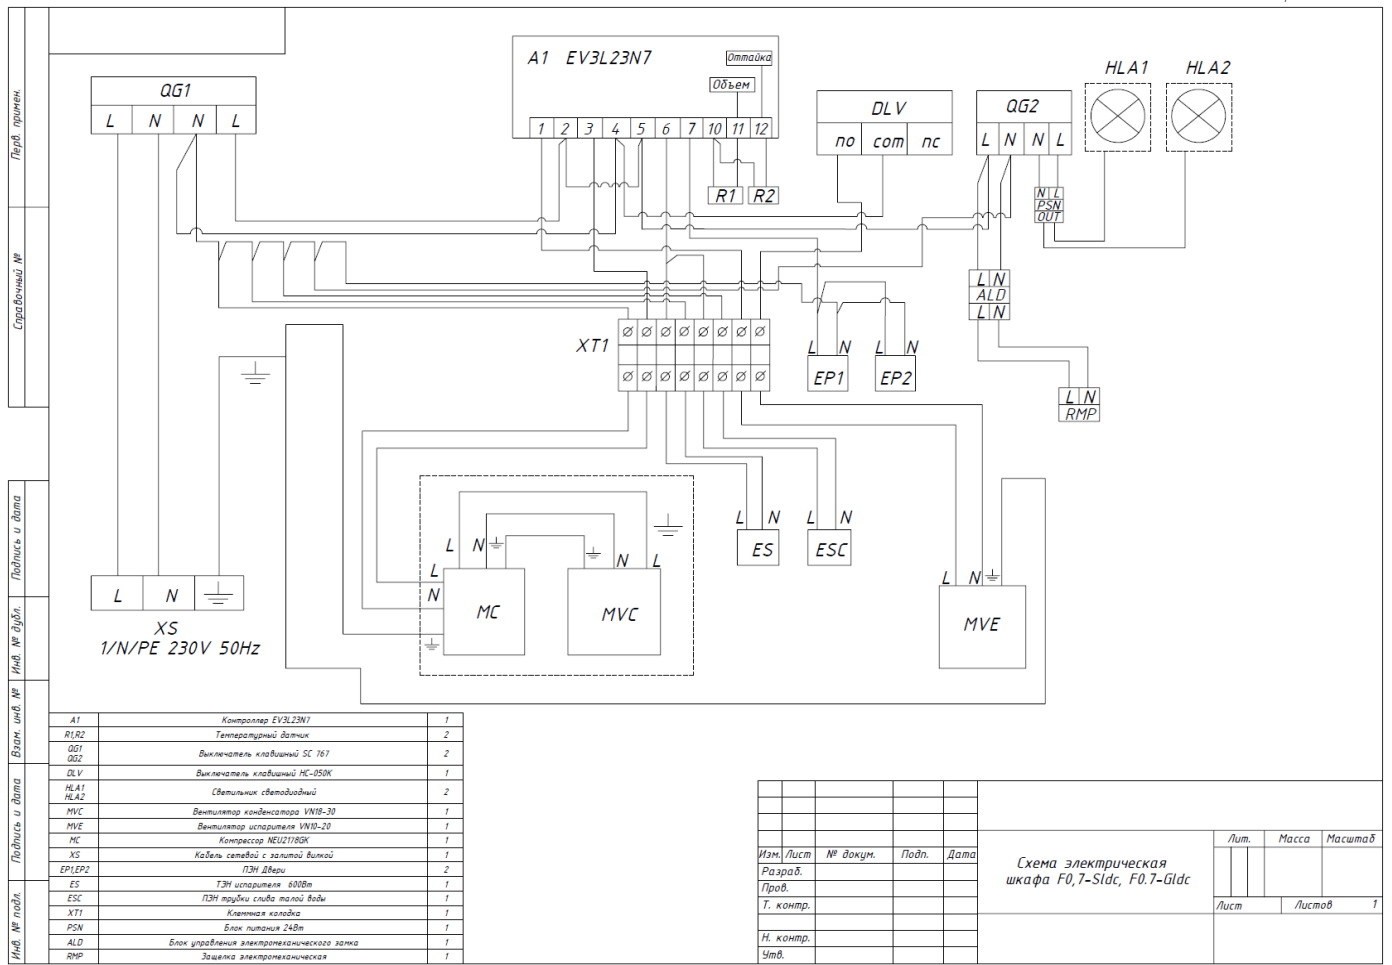 Перв. примен.
Справочный №
Подпись и дата
Инв. № дубл.
Взам. инв. №
Подпись и дата
Инв. № подл.
QG1
L N N L
A1 EV3L23N7
Оттайка
Объем
1 2 3 4 5 6 7 10 11 12
R1 R2
DLV
no com nc
QG2
L N N L
HLA1 HLA2
N L
PSN
OUT
L N
ALD
L N
L N
RMP
XT1
L N L N
EP1 EP2
L N L N
ES ESC
L N
L N
N L
MC MVC
L N
MVE
L N
XS
1/N/PE 230V 50Hz
A1 Контроллер EV3L23N7 1
R1,R2 Температурный датчик 2
QG1
QG2 Выключатель клавишный SC 767 2
DLV Выключатель клавишный HC-050K 1
HLA1
HLA2 Светильник светодиодный 2
MVC Вентилятор конденсатора VN18-30 1
MVE Вентилятор испарителя VN10-20 1
MC Компрессор NEU2178GK 1
XS Кабель сетевой с залитой вилкой 1
EP1,EP2 ПЭН Двери 2
ES ТЭН испарителя 600Вт 1
ESC ПЭН трубки слива талой воды 1
XT1 Клеммная колодка 1
PSN Блок питания 24Вт 1
ALD Блок управления электромеханического замка 1
RMP Защелка электромеханическая 1
Изм. Лист № докум. Подп. Дата
Разраб.
Пров.
Т. контр.
Н. контр.
Утв.
Схема электрическая
шкафа F0,7-Sldc, F0.7-Gldc
Лит. Масса Масштаб
Лист Листов 1